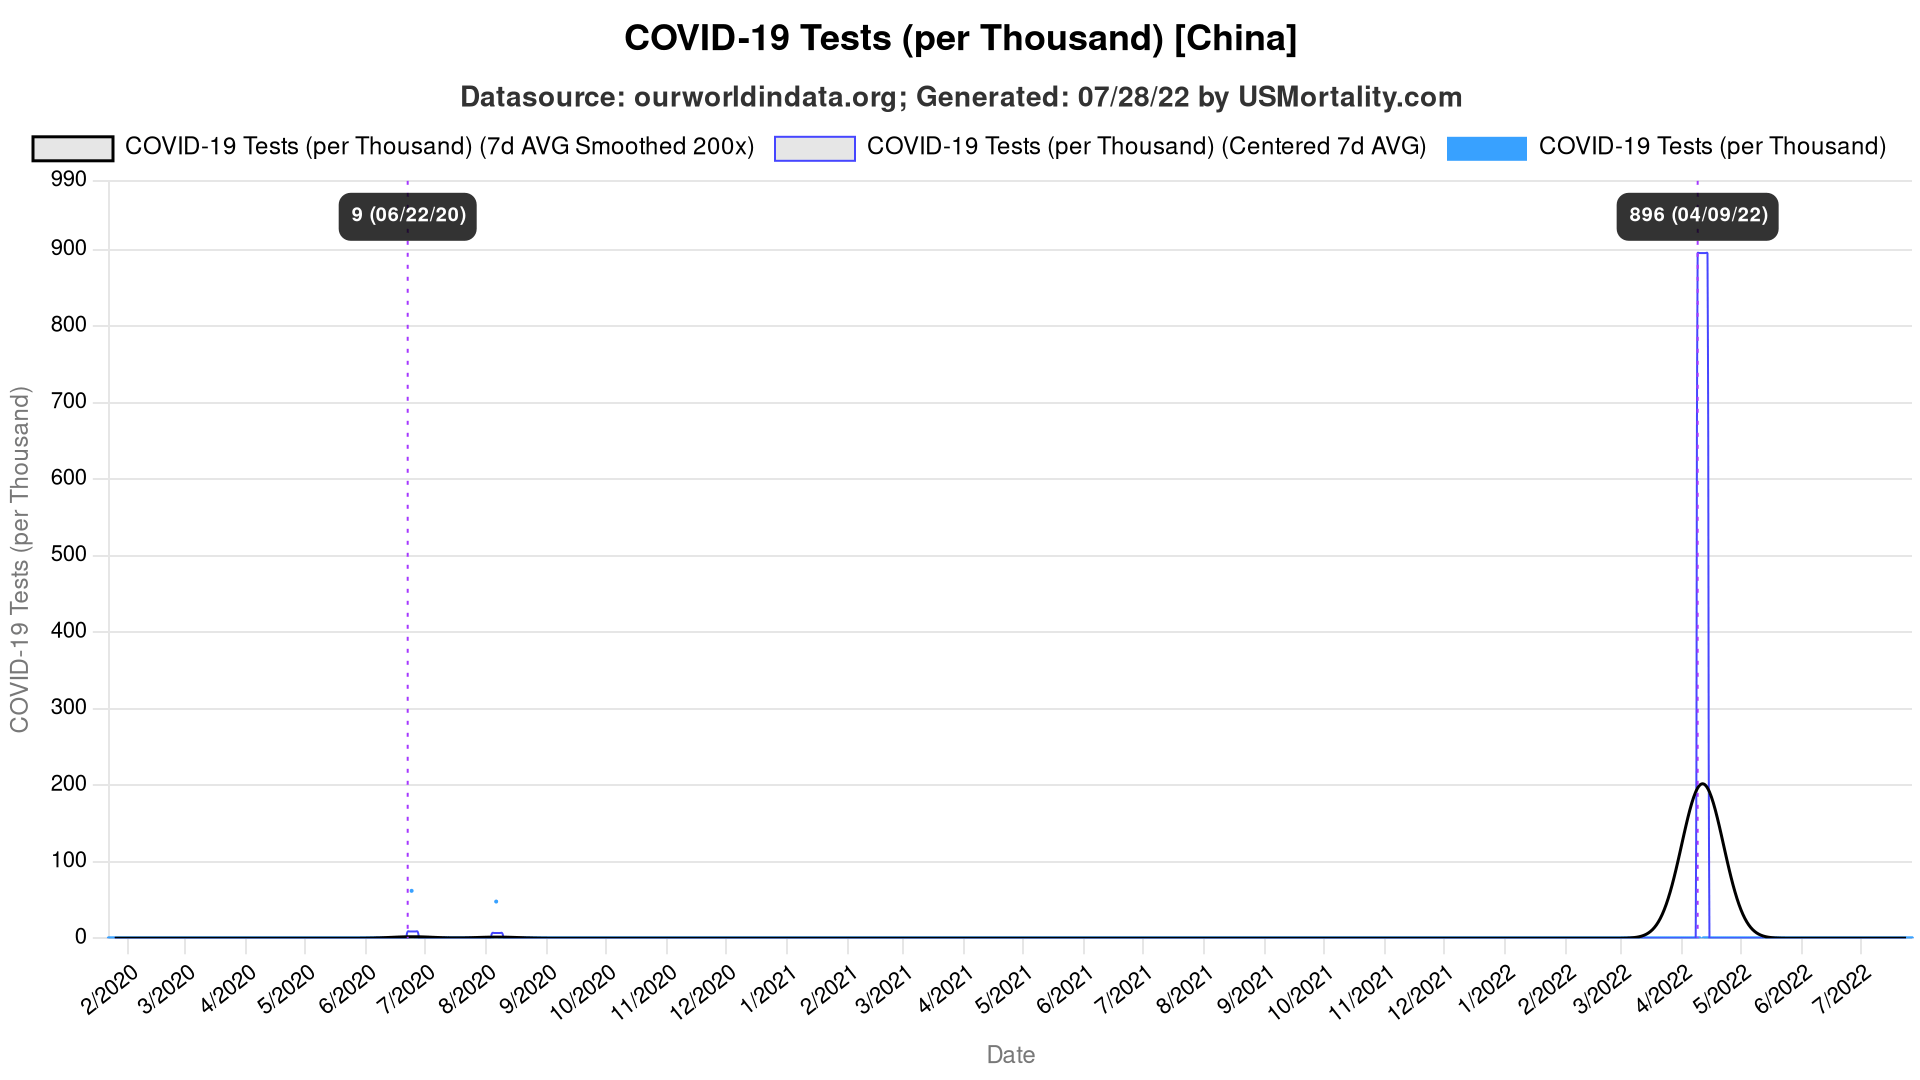 COVID-19 Tests (per Thousand) [China]
Datasource: ourworldindata.org; Generated: 07/28/22 by USMortality.com
COVID-19 Tests (per Thousand) (7d AVG Smoothed 200x) COVID-19 Tests (per Thousand) (Centered 7d AVG) COVID-19 Tests (per Thousand)
990
9 (06/22/20) 896 (04/09/22)
900
800
700
600
500
400
300
200
100
0
COVID-19 Tests (per Thousand)
2/2020 3/2020 4/2020 5/2020 6/2020 7/2020 8/2020 9/2020 10/2020 11/2020 12/2020 1/2021 2/2021 3/2021 4/2021 5/2021 6/2021 7/2021 8/2021 9/2021 10/2021 11/2021 12/2021 1/2022 2/2022 3/2022 4/2022 5/2022 6/2022 7/2022
Date